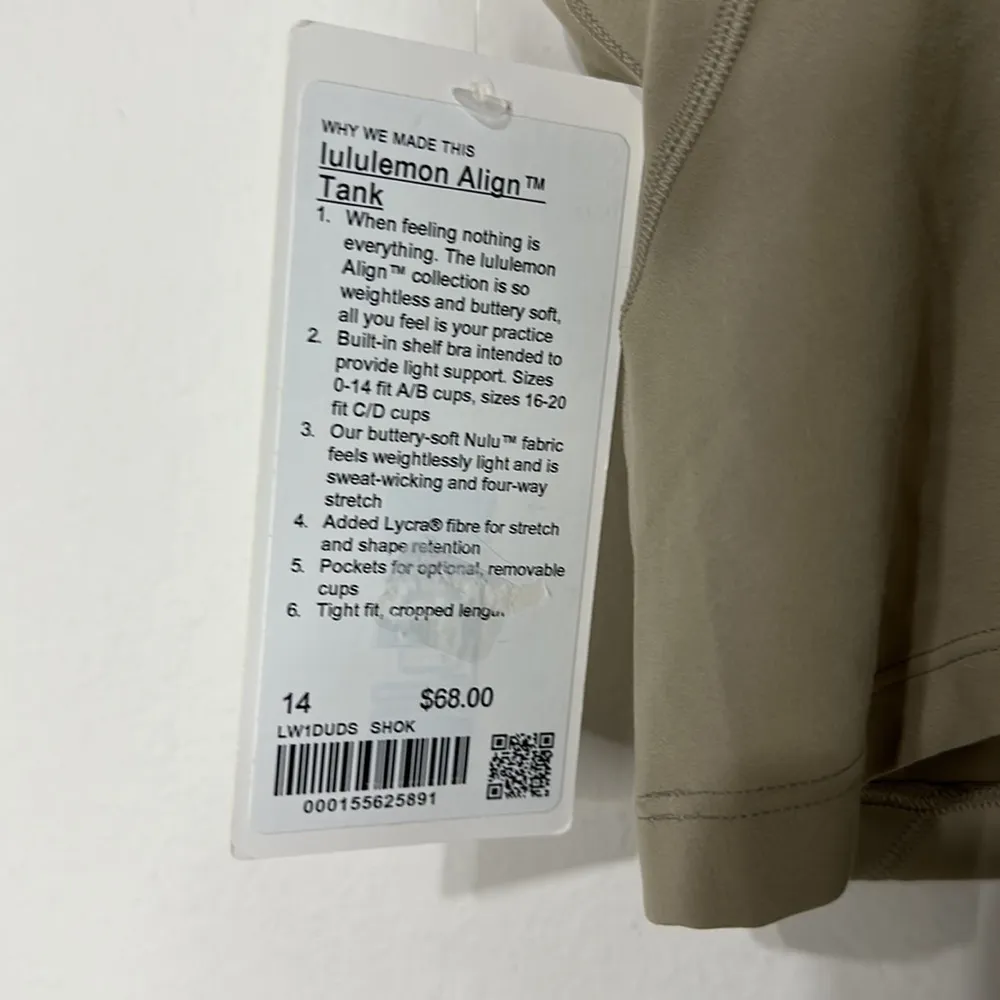 WHY WE MADE THIS
lululemon Align™
Tank
1. When feeling nothing is
everything. The lululemon
Align™ collection is so
weightless and buttery soft,
all you feel is your practice
2. Built-in shelf bra intended to
provide light support. Sizes
0-14 fit A/B cups, sizes 16-20
fit C/D cups
3. Our buttery-soft Nulu™ fabric
feels weightlessly light and is
sweat-wicking and four-way
stretch
4. Added Lycra® fibre for stretch
and shape retention
5. Pockets for optional, removable
cups
6. Tight fit, cropped length
14 $68.00
LW1DUDS SHOK
000155625891